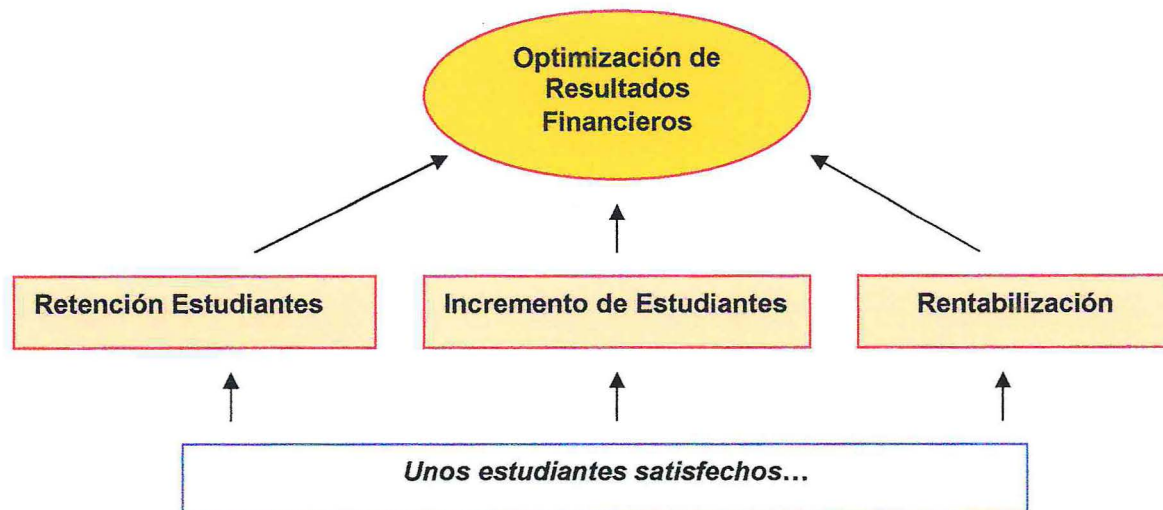 Optimización de
Resultados
Financieros
Retención Estudiantes
Incremento de Estudiantes
Rentabilización
Unos estudiantes satisfechos...